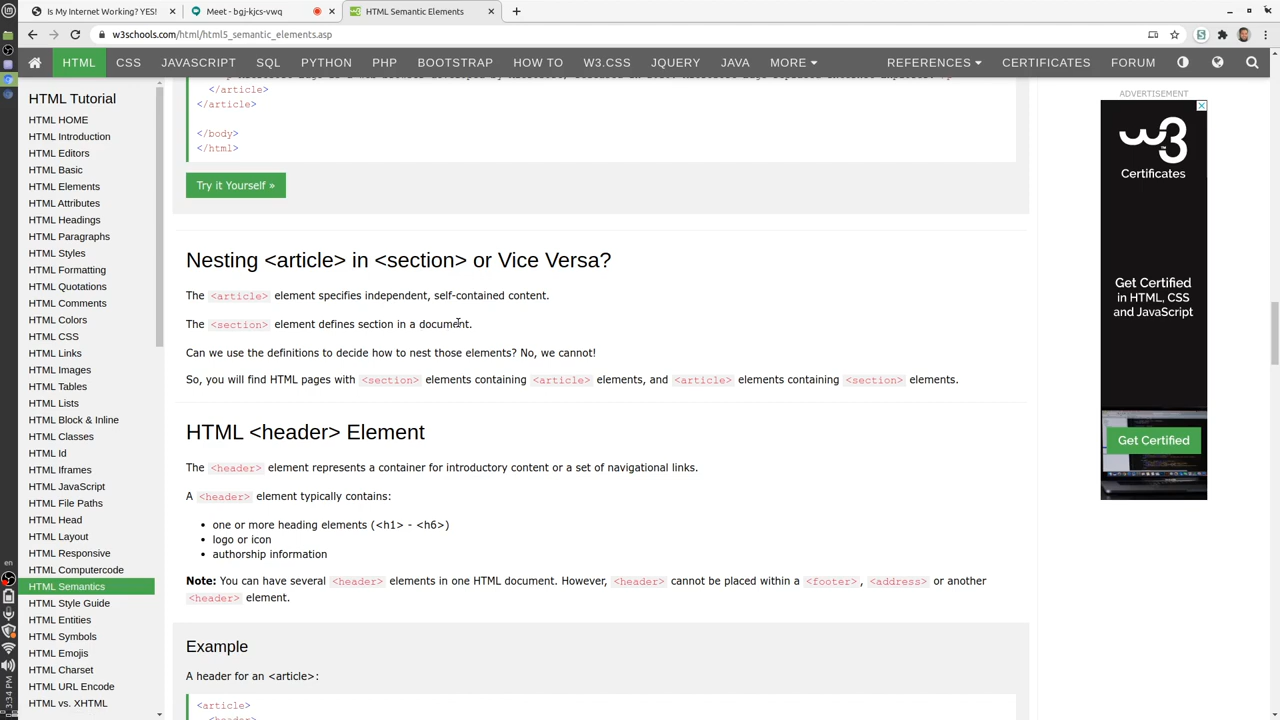 Is My Internet Working? YES!
Meet - bgj-kjcs-vwq
HTML Semantic Elements
w3schools.com/html/html5_semantic_elements.asp
HTML
CSS
JAVASCRIPT
SQL
PYTHON
PHP
BOOTSTRAP
HOW TO
W3.CSS
JQUERY
JAVA
MORE
REFERENCES
CERTIFICATES
FORUM
HTML Tutorial
HTML HOME
HTML Introduction
HTML Editors
HTML Basic
HTML Elements
HTML Attributes
HTML Headings
HTML Paragraphs
HTML Styles
HTML Formatting
HTML Quotations
HTML Comments
HTML Colors
HTML CSS
HTML Links
HTML Images
HTML Tables
HTML Lists
HTML Block & Inline
HTML Classes
HTML Id
HTML Iframes
HTML JavaScript
HTML File Paths
HTML Head
HTML Layout
HTML Responsive
HTML Computercode
HTML Semantics
HTML Style Guide
HTML Entities
HTML Symbols
HTML Emojis
HTML Charset
HTML URL Encode
HTML vs. XHTML
</article>
</article>
</body>
</html>
Try it Yourself »
Nesting <article> in <section> or Vice Versa?
The <article> element specifies independent, self-contained content.
The <section> element defines section in a document.
Can we use the definitions to decide how to nest those elements? No, we cannot!
So, you will find HTML pages with <section> elements containing <article> elements, and <article> elements containing <section> elements.
HTML <header> Element
The <header> element represents a container for introductory content or a set of navigational links.
A <header> element typically contains:
• one or more heading elements (<h1> - <h6>)
• logo or icon
• authorship information
Note: You can have several <header> elements in one HTML document. However, <header> cannot be placed within a <footer>, <address> or another
<header> element.
Example
A header for an <article>:
<article>
<header>
ADVERTISEMENT
w3
Certificates
Get Certified
in HTML, CSS
and JavaScript
Get Certified
en
3:34 PM